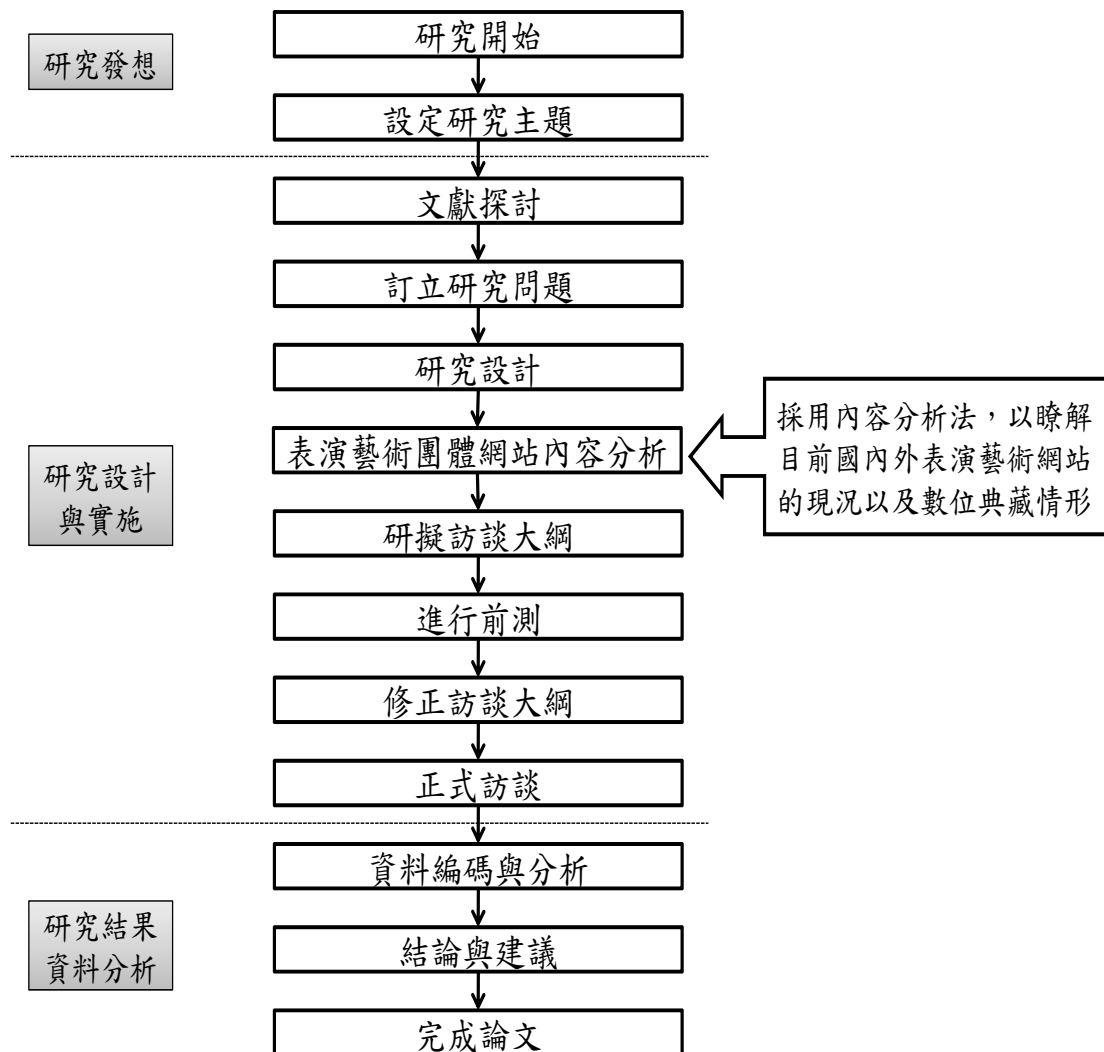 研究發想
研究開始
設定研究主題
文獻探討
訂立研究問題
研究設計
表演藝術團體網站內容分析
採用內容分析法，以瞭解
目前國內外表演藝術網站
的現況以及數位典藏情形
研究設計
與實施
研擬訪談大綱
進行前測
修正訪談大綱
正式訪談
資料編碼與分析
研究結果
資料分析
結論與建議
完成論文